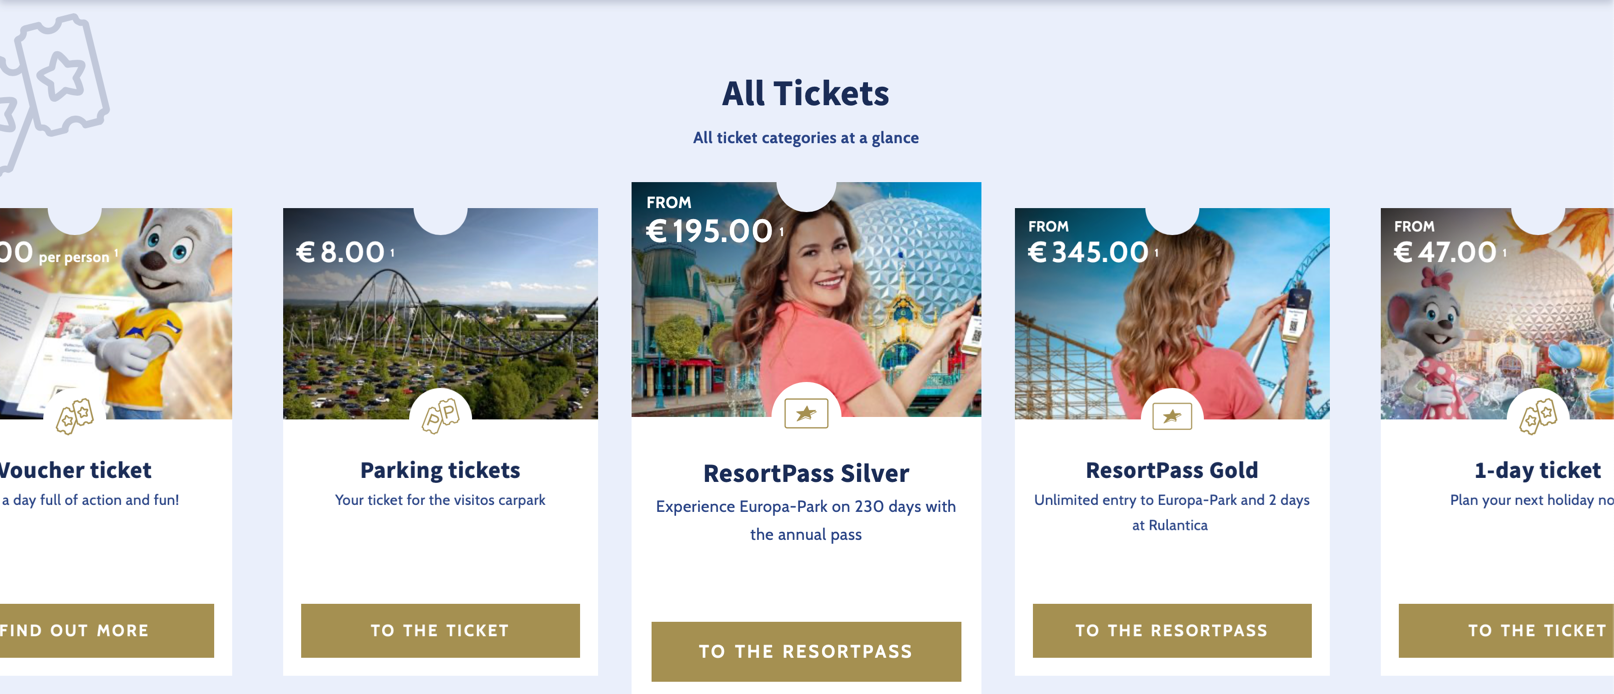 All Tickets
All ticket categories at a glance
00 per person 1
Voucher ticket
a day full of action and fun!
FIND OUT MORE
€ 8.00 1
Parking tickets
Your ticket for the visitos carpark
TO THE TICKET
FROM
€ 195.00 1
ResortPass Silver
Experience Europa-Park on 230 days with
the annual pass
TO THE RESORTPASS
FROM
€ 345.00 1
ResortPass Gold
Unlimited entry to Europa-Park and 2 days
at Rulantica
TO THE RESORTPASS
FROM
€ 47.00 1
1-day ticket
Plan your next holiday
TO THE TICKET